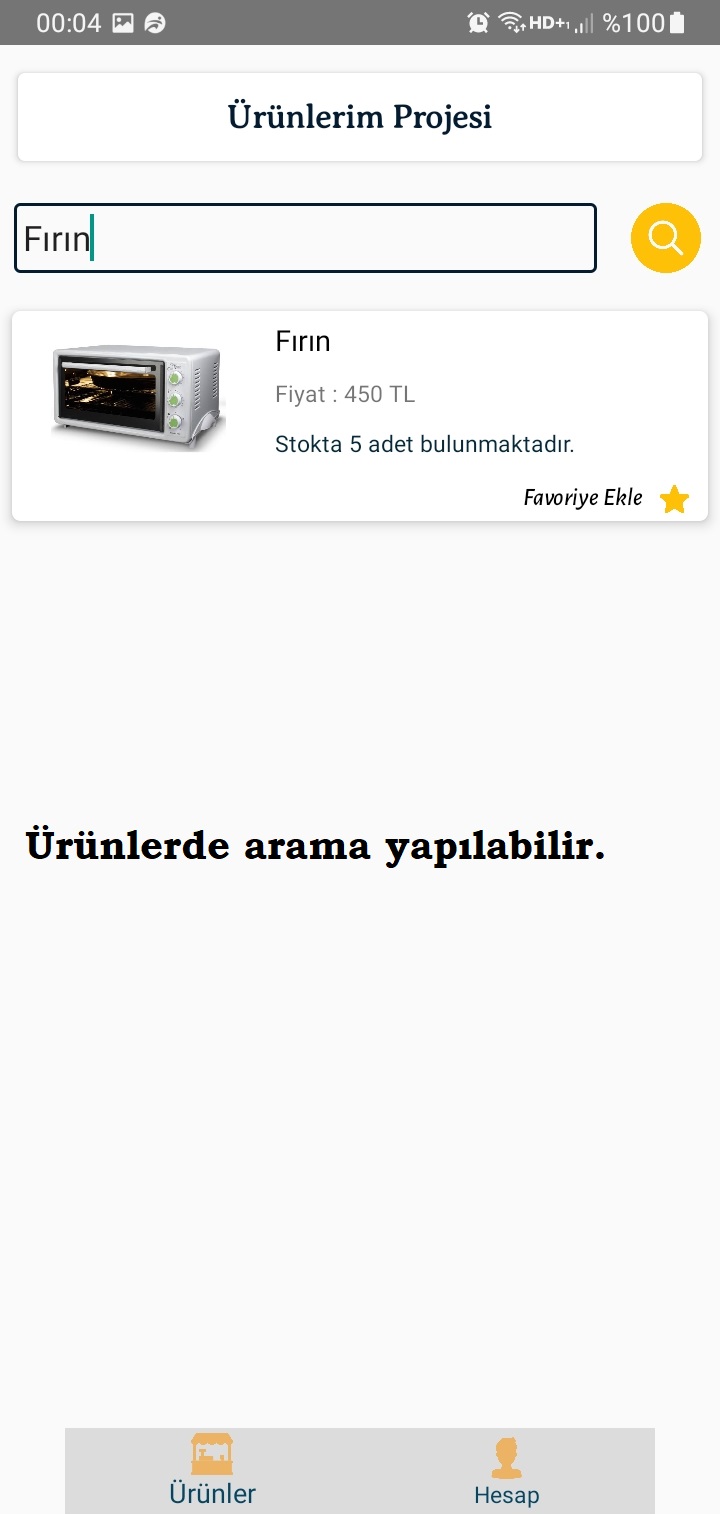 00:04 HD+1 %100
Ürünlerim Projesi
Fırın
Fırın
Fiyat : 450 TL
Stokta 5 adet bulunmaktadır.
Favoriye Ekle
Ürünlerde arama yapılabilir.
Ürünler
Hesap